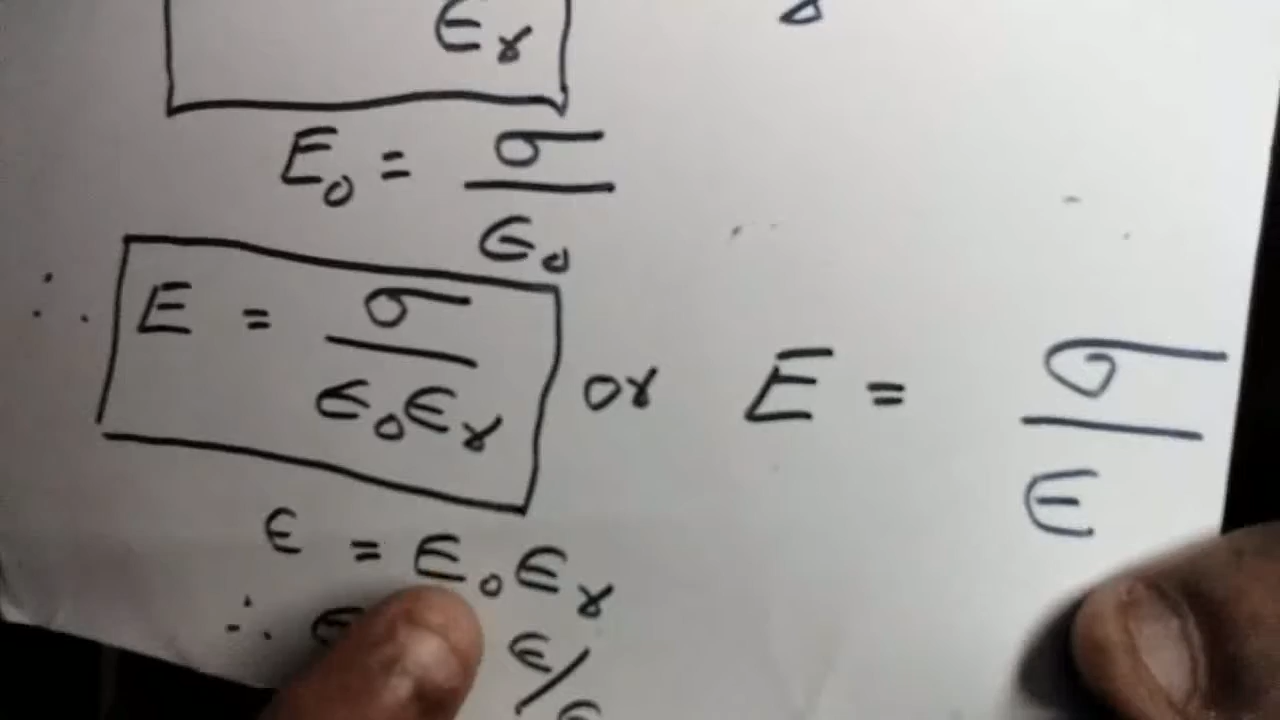 ϵr
E₀ = σ/ϵ₀
∴ E = σ/ϵ₀ϵr or E = σ/ϵ
ϵ = ϵ₀ϵr
∴ ϵ/